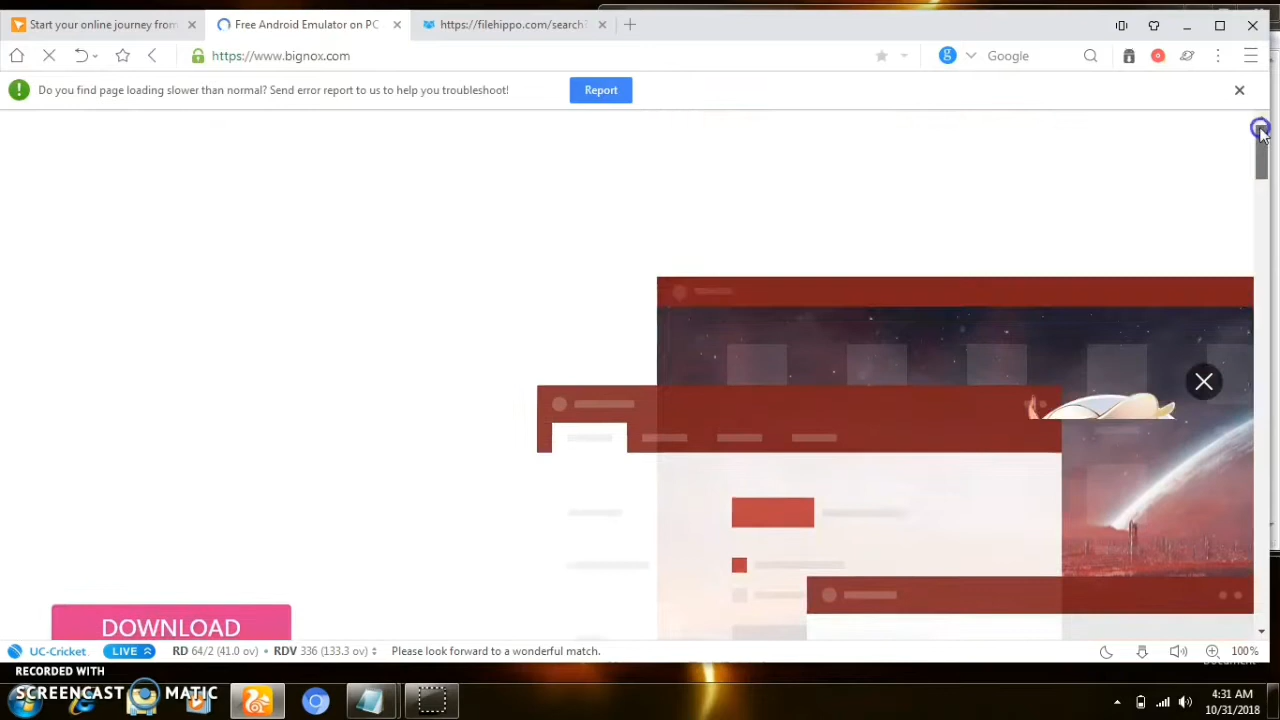 Start your online journey from
Free Android Emulator on PC
https://filehippo.com/search?
https://www.bignox.com
Google
Do you find page loading slower than normal? Send error report to us to help you troubleshoot!
Report
DOWNLOAD
UC-Cricket
LIVE
RD 64/2 (41.0 ov) • RDV 336 (133.3 ov)
Please look forward to a wonderful match.
100%
RECORDED WITH
SCREENCAST MATIC
4:31 AM
10/31/2018